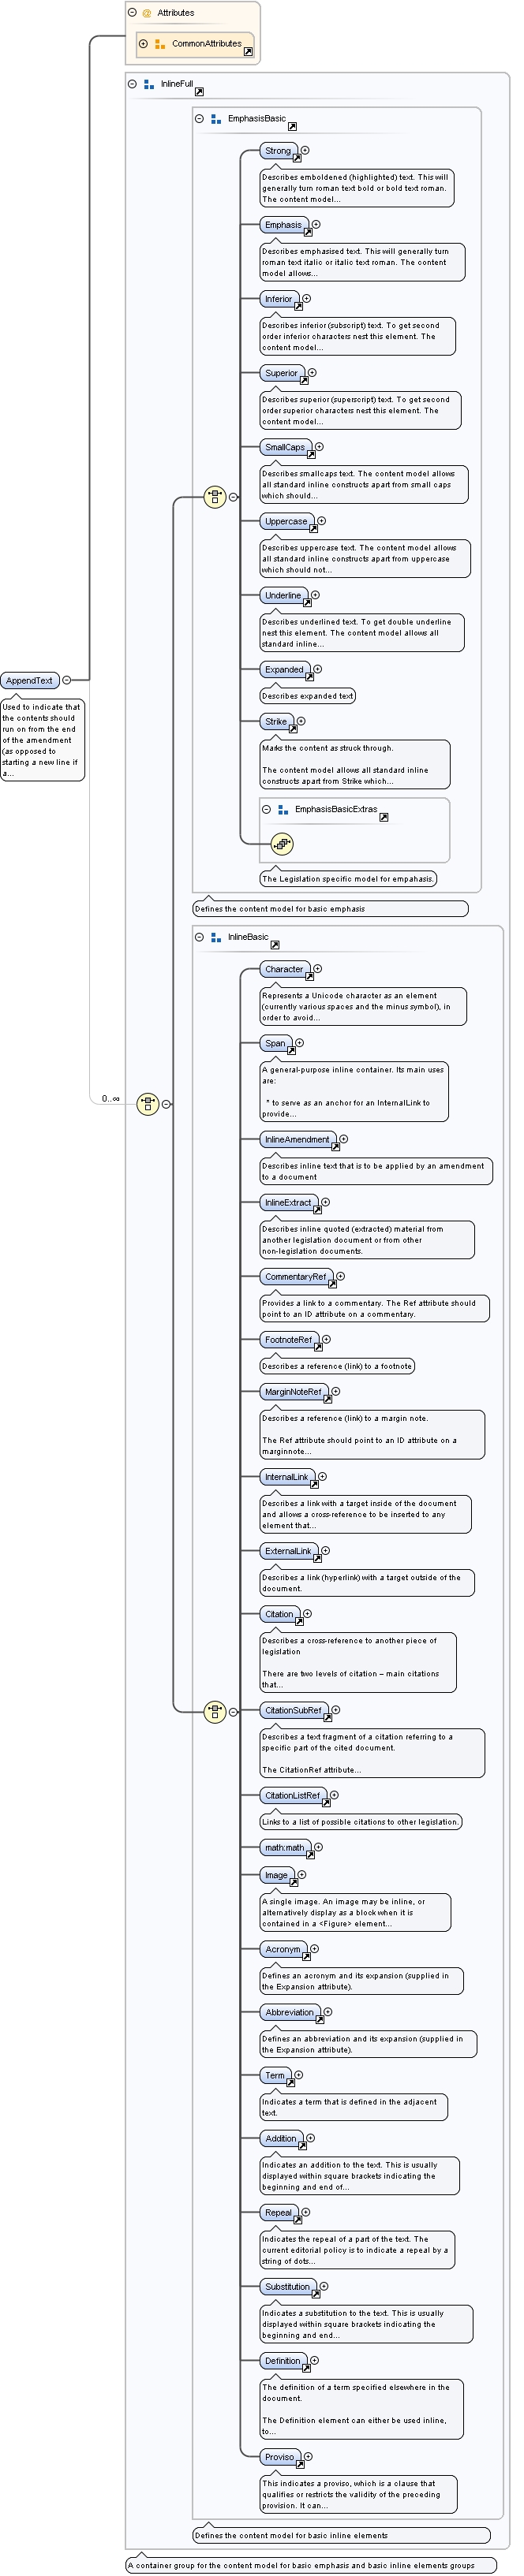 Attributes
CommonAttributes
InlineFull
EmphasisBasic
Strong
Describes emboldened (highlighted) text. This will
generally turn roman text bold or bold text roman.
The content model...
Emphasis
Describes emphasised text. This will generally turn
roman text italic or italic text roman. The content
model allows...
Inferior
Describes inferior (subscript) text. To get second
order inferior characters nest this element. The
content model...
Superior
Describes superior (superscript) text. To get second
order superior characters nest this element. The
content model...
SmallCaps
Describes smallcaps text. The content model allows
all standard inline constructs apart from small caps
which should...
Uppercase
Describes uppercase text. The content model allows
all standard inline constructs apart from uppercase
which should not...
Underline
Describes underlined text. To get double underline
nest this element. The content model allows all
standard inline...
Expanded
Describes expanded text
AppendText
Used to indicate that
the contents should
run on from the end
of the amendment
(as opposed to
starting a new line if
a...
Strike
Marks the content as struck through.
The content model allows all standard inline
constructs apart from Strike which...
EmphasisBasicExtras
The Legislation specific model for empahasis.
Defines the content model for basic emphasis
InlineBasic
Character
Represents a Unicode character as an element
(currently various spaces and the minus symbol), in
order to avoid...
Span
A general-purpose inline container. Its main uses
are:
* to serve as an anchor for an InternalLink to
provide...
0..∞
InlineAmendment
Describes inline text that is to be applied by an amendment
to a document
InlineExtract
Describes inline quoted (extracted) material from
another legislation document or from other
non-legislation documents.
CommentaryRef
Provides a link to a commentary. The Ref attribute should
point to an ID attribute on a commentary.
FootnoteRef
Describes a reference (link) to a footnote
MarginNoteRef
Describes a reference (link) to a margin note.
The Ref attribute should point to an ID attribute on a
marginnote...
InternalLink
Describes a link with a target inside of the document
and allows a cross-reference to be inserted to any
element that...
ExternalLink
Describes a link (hyperlink) with a target outside of the
document.
Citation
Describes a cross-reference to another piece of
legislation
There are two levels of citation – main citations
that...
CitationSubRef
Describes a text fragment of a citation referring to a
specific part of the cited document.
The CitationRef attribute...
CitationListRef
Links to a list of possible citations to other legislation.
math:math
Image
A single image. An image may be inline, or
alternatively display as a block when it is
contained in a <Figure> element...
Acronym
Defines an acronym and its expansion (supplied in
the Expansion attribute).
Abbreviation
Defines an abbreviation and its expansion (supplied in
the Expansion attribute).
Term
Indicates a term that is defined in the adjacent
text.
Addition
Indicates an addition to the text. This is usually
displayed within square brackets indicating the
beginning and end of...
Repeal
Indicates the repeal of a part of the text. The
current editorial policy is to indicate a repeal by a
string of dots...
Substitution
Indicates a substitution to the text. This is usually
displayed within square brackets indicating the
beginning and end...
Definition
The definition of a term specified elsewhere in the
document.
The Definition element can either be used inline,
to...
Proviso
This indicates a proviso, which is a clause that
qualifies or restricts the validity of the preceding
provision. It can...
Defines the content model for basic inline elements
A container group for the content model for basic emphasis and basic inline elements groups